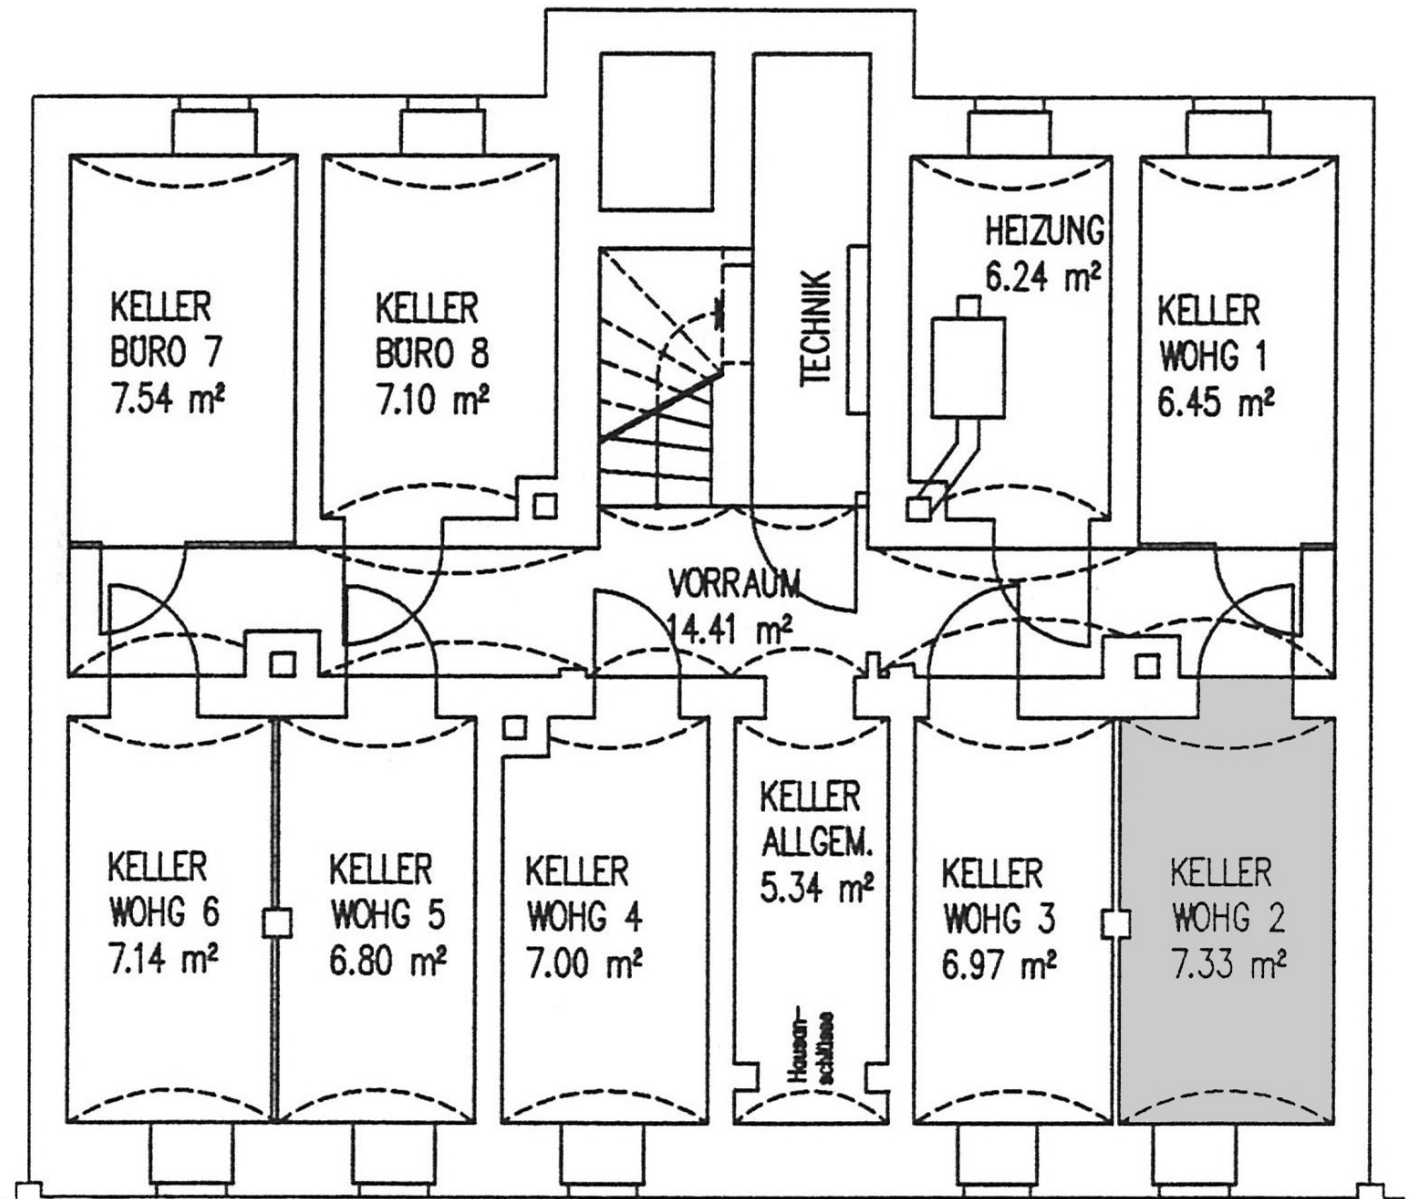 KELLER
BÜRO 7
7.54 m²
KELLER
BÜRO 8
7.10 m²
TECHNIK
HEIZUNG
6.24 m²
KELLER
WOHG 1
6.45 m²
VORRAUM
14.41 m²
KELLER
WOHG 6
7.14 m²
KELLER
WOHG 5
6.80 m²
KELLER
WOHG 4
7.00 m²
KELLER
ALLGEM.
5.34 m²
Hausan-
schlüsse
KELLER
WOHG 3
6.97 m²
KELLER
WOHG 2
7.33 m²